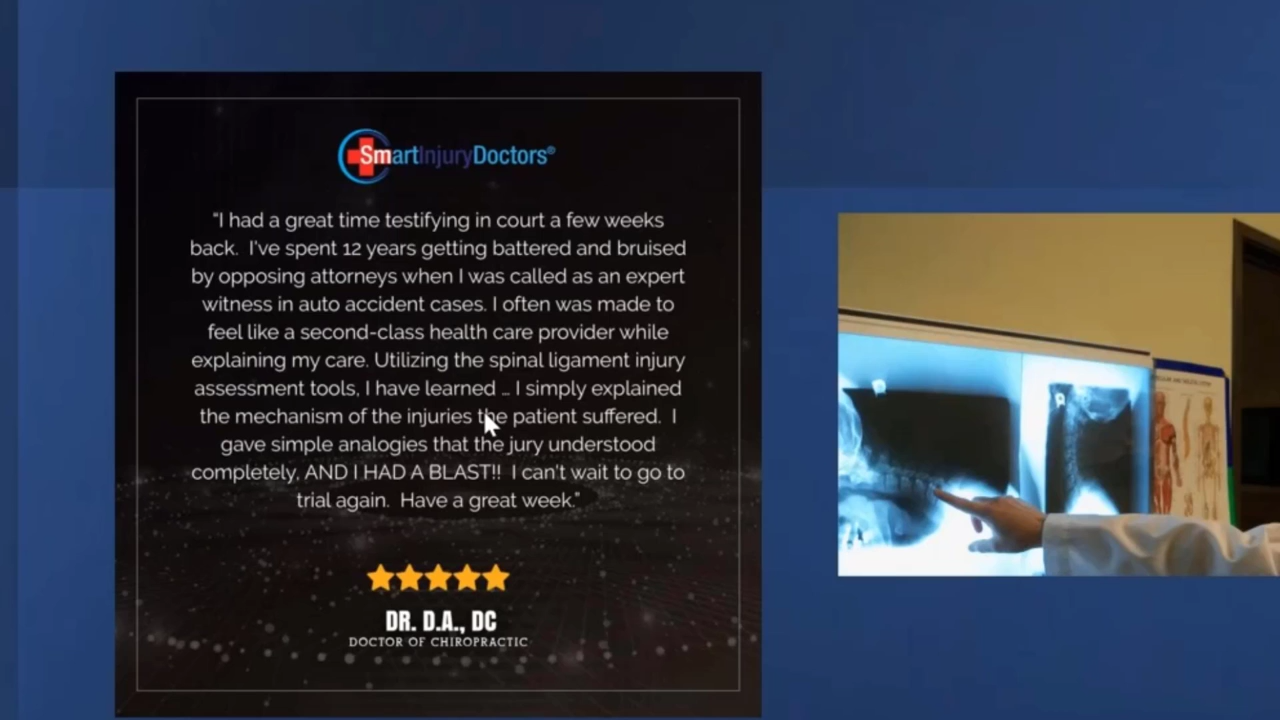 SmartInjuryDoctors®
“I had a great time testifying in court a few weeks
back. I've spent 12 years getting battered and bruised
by opposing attorneys when I was called as an expert
witness in auto accident cases. I often was made to
feel like a second-class health care provider while
explaining my care. Utilizing the spinal ligament injury
assessment tools, I have learned ... I simply explained
the mechanism of the injuries the patient suffered. I
gave simple analogies that the jury understood
completely, AND I HAD A BLAST!! I can't wait to go to
trial again. Have a great week.”
DR. D.A., DC
DOCTOR OF CHIROPRACTIC